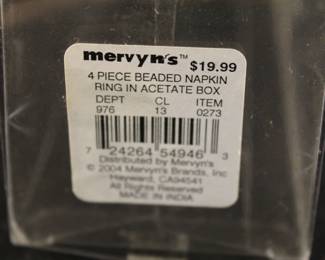 mervyn's™ $19.99
4 PIECE BEADED NAPKIN
RING IN ACETATE BOX
DEPT CL ITEM
976 13 0273
7 24264 54946 3
Distributed by Mervyn's
© 2004 Mervyn's Brands, Inc
Hayward, CA94541
All Rights Reserved
MADE IN INDIA